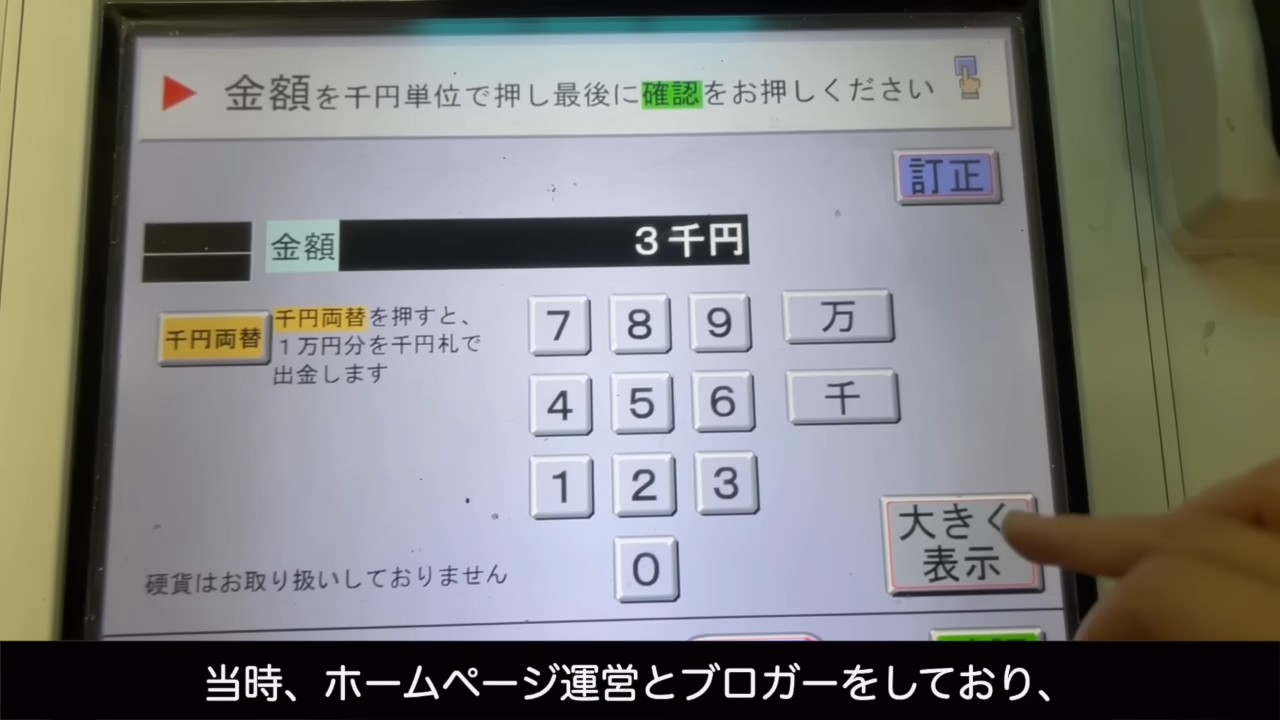 金額を千円単位で押し最後に確認をお押しください
訂正
金額 3千円
千円両替
千円両替を押すと、
1万円分を千円札で
出金します
7 8 9 万
4 5 6 千
1 2 3
0
大きく
表示
硬貨はお取り扱いしておりません
当時、ホームページ運営とブロガーをしており、